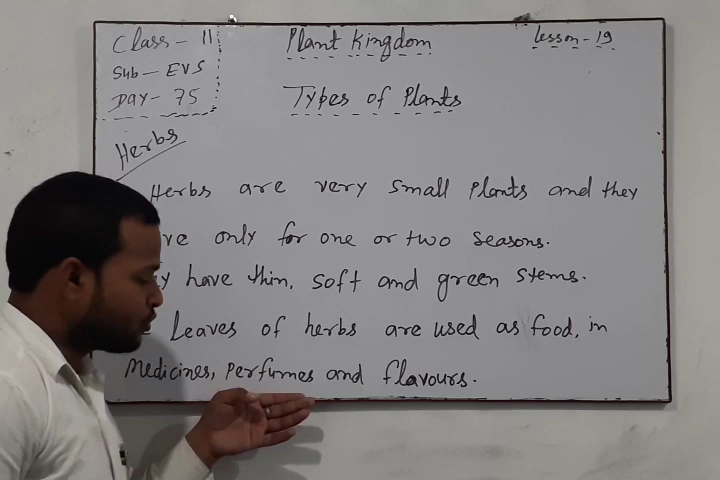 Class - II
Sub - EVS
Day - 75
Plant Kingdom
Lesson - 19
Types of Plants
Herbs
Herbs are very small Plants and they
ve only for one or two seasons.
y have thin, soft and green stems.
Leaves of herbs are used as food, in
Medicines, Perfumes and flavours.